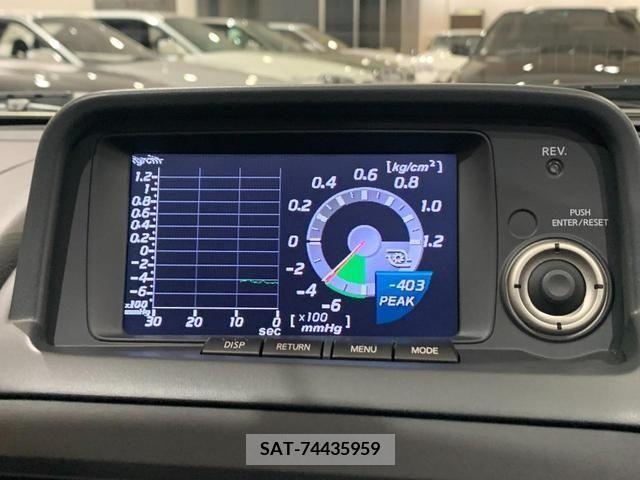 [kg/cm²]
0.6
0.4 0.8
0.2 1.0
0 1.2
-2
-4
-6
[x100 mmHg]
-403
PEAK
1.2
1
0.8
0.6
0.4
0.2
0
-2
-4
-6
x100
mmHg
30 20 10 0
sec
REV.
PUSH
ENTER/RESET
DISP RETURN MENU MODE
SAT-74435959